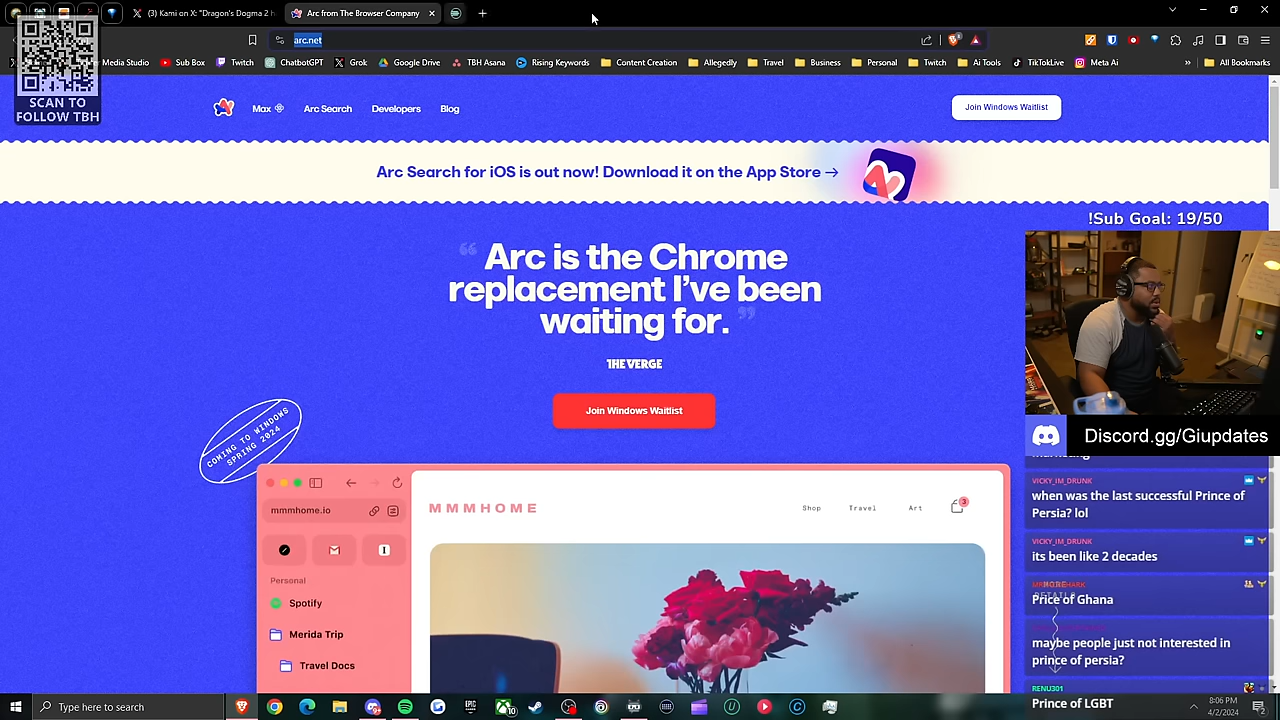 (3) Kami on X: "Dragon's Dogma 2 h
Arc from The Browser Company
arc.net
Media Studio
Sub Box
Twitch
ChatbotGPT
Grok
Google Drive
TBH Asana
Rising Keywords
Content Creation
Allegedly
Travel
Business
Personal
Twitch
Ai Tools
TikTokLive
Meta Ai
All Bookmarks
SCAN TO
FOLLOW TBH
Max
Arc Search
Developers
Blog
Join Windows Waitlist
Arc Search for iOS is out now! Download it on the App Store →
!Sub Goal: 19/50
“ Arc is the Chrome
replacement I’ve been
waiting for. ”
THE VERGE
Join Windows Waitlist
COMING TO WINDOWS
SPRING 2024
mmmhome.io
MMMHOME
Shop
Travel
Art
3
Personal
Spotify
Merida Trip
Travel Docs
Discord.gg/Giupdates
marketing
VICKY_IM_DRUNK
when was the last successful Prince of
Persia? lol
VICKY_IM_DRUNK
its been like 2 decades
MORE
DETAILS
Price of Ghana
maybe people just not interested in
prince of persia?
RENU301
Prince of LGBT
Type here to search
8:06 PM
4/2/2024